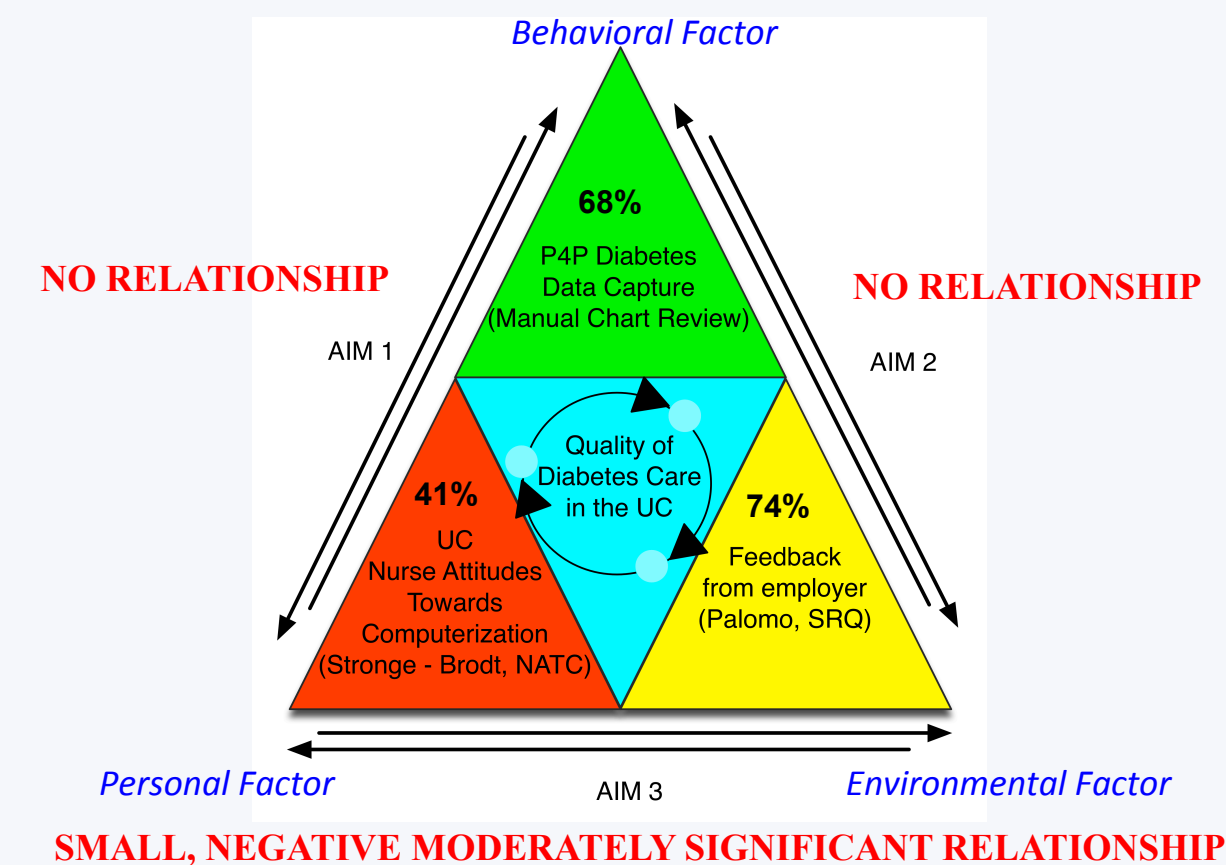 Behavioral Factor
68%
P4P Diabetes
Data Capture
(Manual Chart Review)
NO RELATIONSHIP
NO RELATIONSHIP
AIM 1
AIM 2
Quality of
Diabetes Care
in the UC
41%
UC
Nurse Attitudes
Towards
Computerization
(Stronge - Brodt, NATC)
74%
Feedback
from employer
(Palomo, SRQ)
Personal Factor
AIM 3
Environmental Factor
SMALL, NEGATIVE MODERATELY SIGNIFICANT RELATIONSHIP